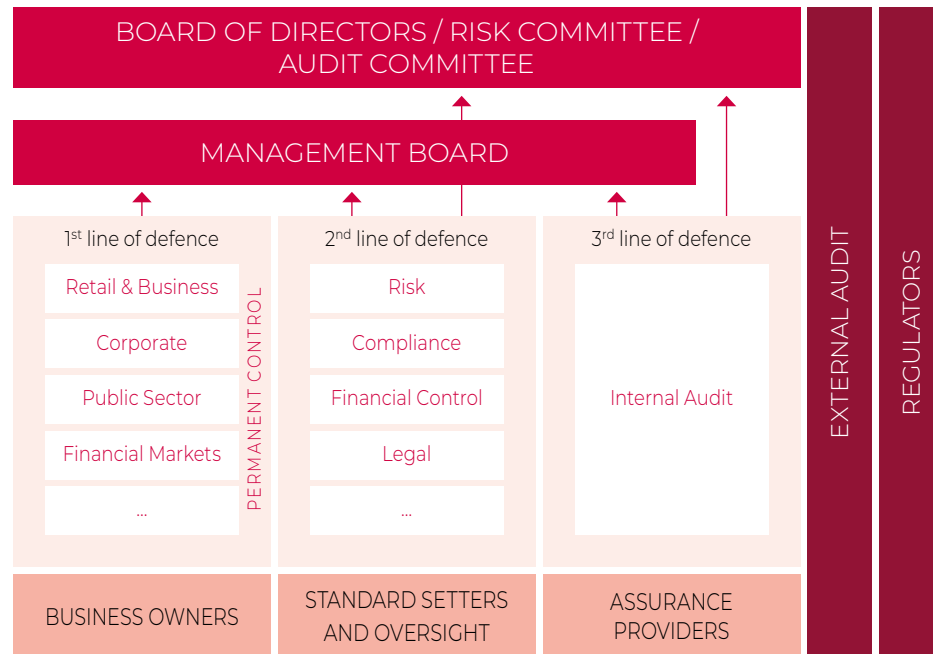 BOARD OF DIRECTORS / RISK COMMITTEE /
AUDIT COMMITTEE
MANAGEMENT BOARD
1st line of defence
Retail & Business
Corporate
Public Sector
Financial Markets
...
PERMANENT CONTROL
BUSINESS OWNERS
2nd line of defence
Risk
Compliance
Financial Control
Legal
...
STANDARD SETTERS
AND OVERSIGHT
3rd line of defence
Internal Audit
ASSURANCE
PROVIDERS
EXTERNAL AUDIT
REGULATORS